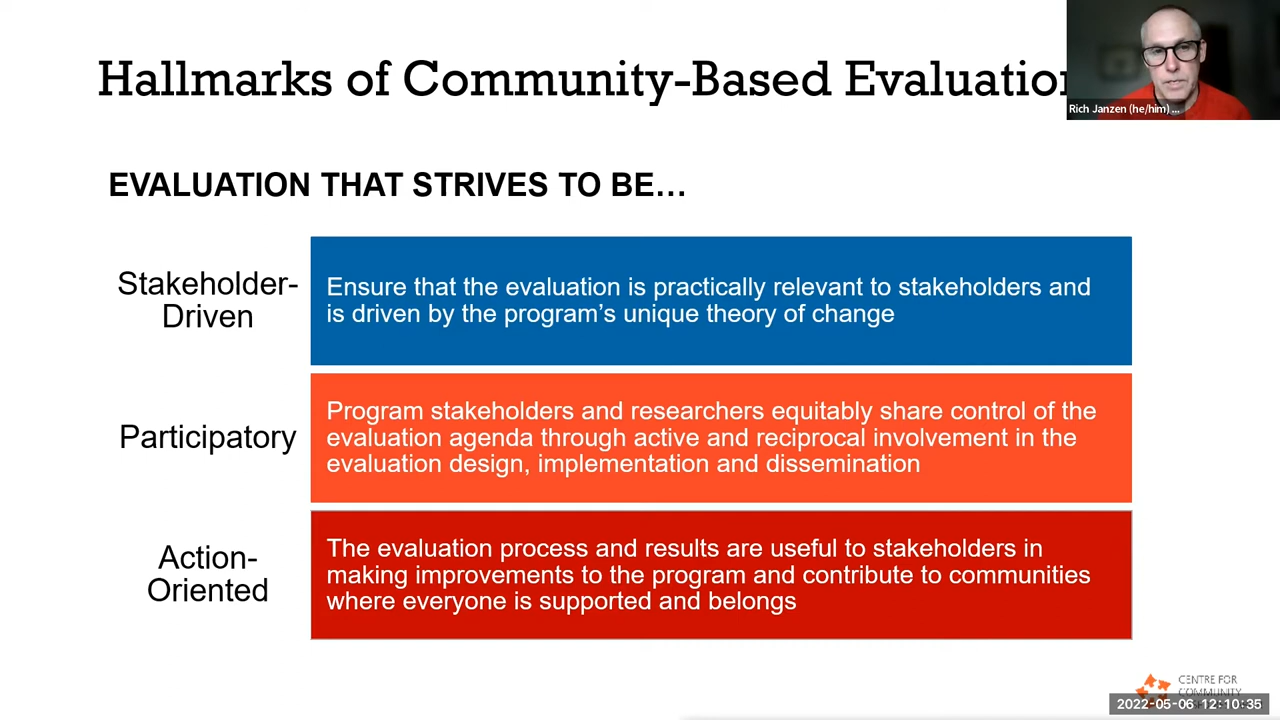 Hallmarks of Community-Based Evaluation
Rich Janzen (he/him) ...
EVALUATION THAT STRIVES TO BE…
Stakeholder-
Driven
Ensure that the evaluation is practically relevant to stakeholders and
is driven by the program’s unique theory of change
Participatory
Program stakeholders and researchers equitably share control of the
evaluation agenda through active and reciprocal involvement in the
evaluation design, implementation and dissemination
Action-
Oriented
The evaluation process and results are useful to stakeholders in
making improvements to the program and contribute to communities
where everyone is supported and belongs
CENTRE FOR
COMMUNITY
2022-05-06 12:10:35